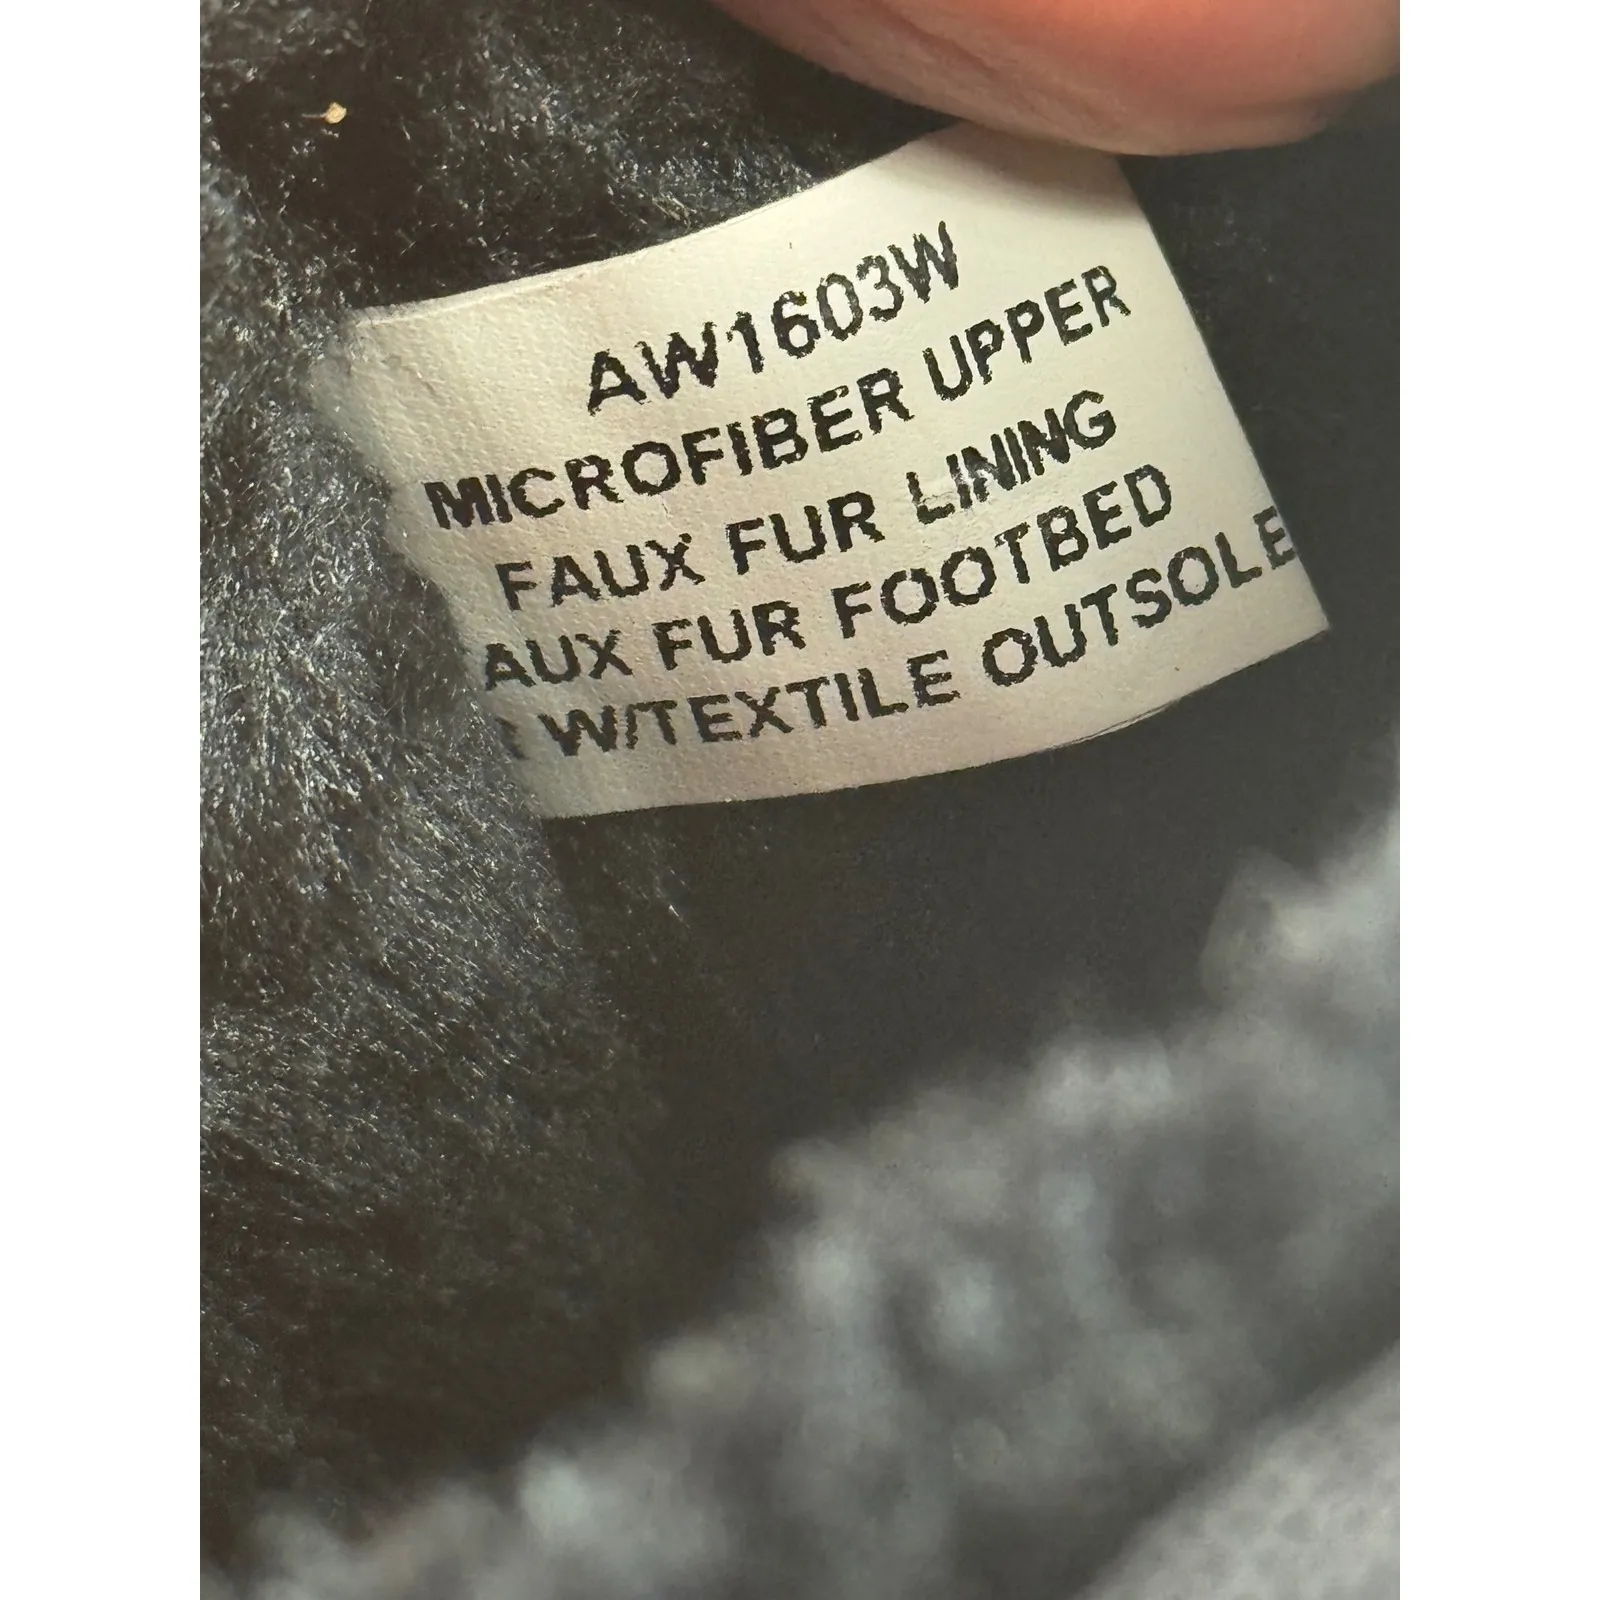 AW1603W
MICROFIBER UPPER
FAUX FUR LINING
AUX FUR FOOTBED
W/TEXTILE OUTSOLE